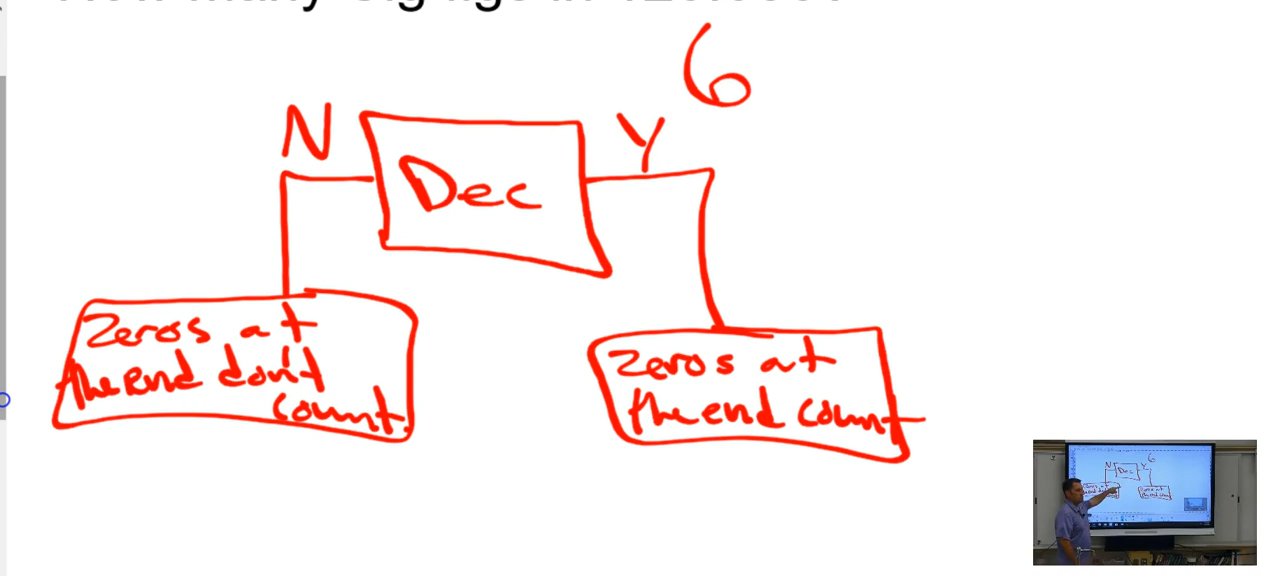 6
N
Dec
Y
Zeros at
the end don't
count.
Zeros at
the end count